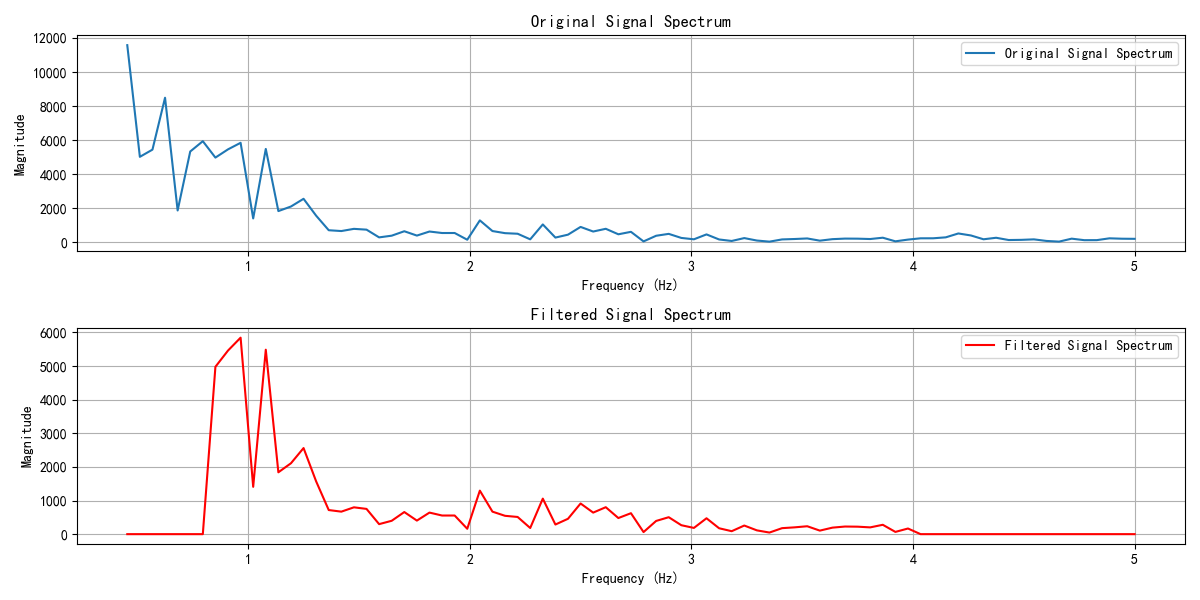 Original Signal Spectrum
12000
10000
8000
6000
4000
2000
0
Magnitude
Original Signal Spectrum
1 2 3 4 5
Frequency (Hz)
Filtered Signal Spectrum
6000
5000
4000
3000
2000
1000
0
Magnitude
Filtered Signal Spectrum
1 2 3 4 5
Frequency (Hz)